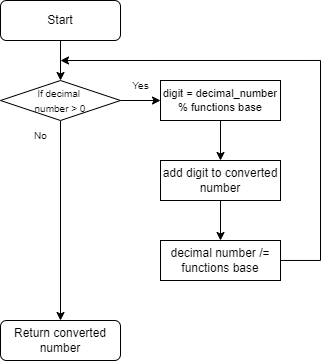 Start
If decimal
number > 0
Yes
No
digit = decimal_number
% functions base
add digit to converted
number
decimal number /=
functions base
Return converted
number